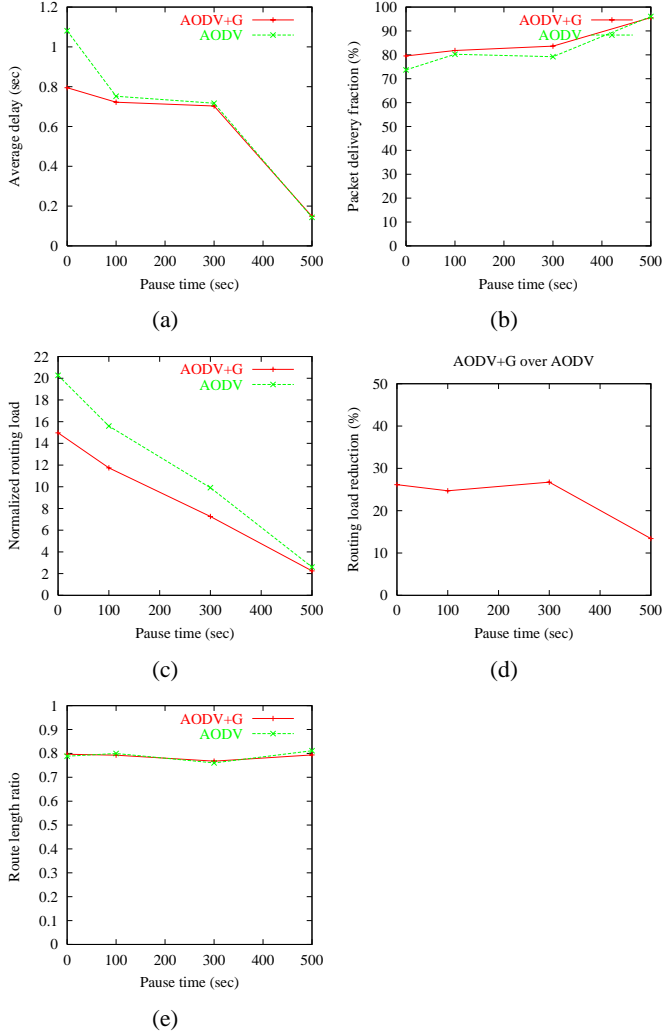 AODV+G
AODV
1.4
1.2
1
0.8
0.6
0.4
0.2
0
Average delay (sec)
0 100 200 300 400 500
Pause time (sec)
(a)
AODV+G
AODV
100
90
80
70
60
50
40
30
20
10
0
Packet delivery fraction (%)
0 100 200 300 400 500
Pause time (sec)
(b)
AODV+G
AODV
22
20
18
16
14
12
10
8
6
4
2
0
Normalized routing load
0 100 200 300 400 500
Pause time (sec)
(c)
AODV+G over AODV
50
40
30
20
10
0
Routing load reduction (%)
0 100 200 300 400 500
Pause time (sec)
(d)
AODV+G
AODV
1
0.9
0.8
0.7
0.6
0.5
0.4
0.3
0.2
0.1
0
Route length ratio
0 100 200 300 400 500
Pause time (sec)
(e)